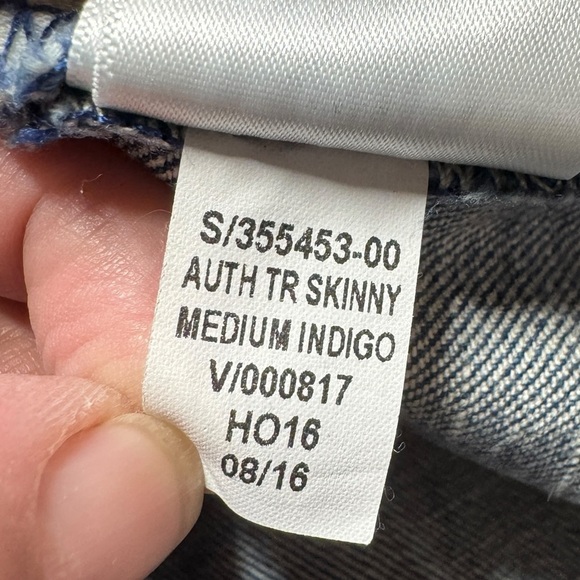 S/355453-00
AUTH TR SKINNY
MEDIUM INDIGO
V/000817
HO16
08/16